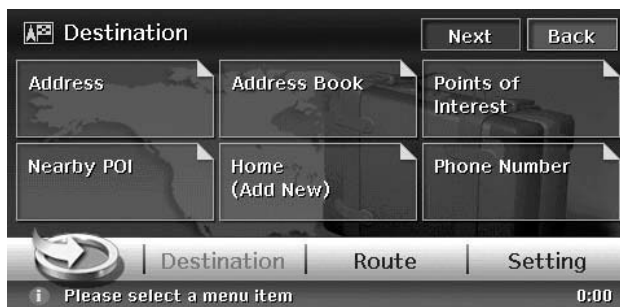 Destination
Next
Back
Address
Address Book
Points of
Interest
Nearby POI
Home
(Add New)
Phone Number
Destination
Route
Setting
i Please select a menu item
0:00